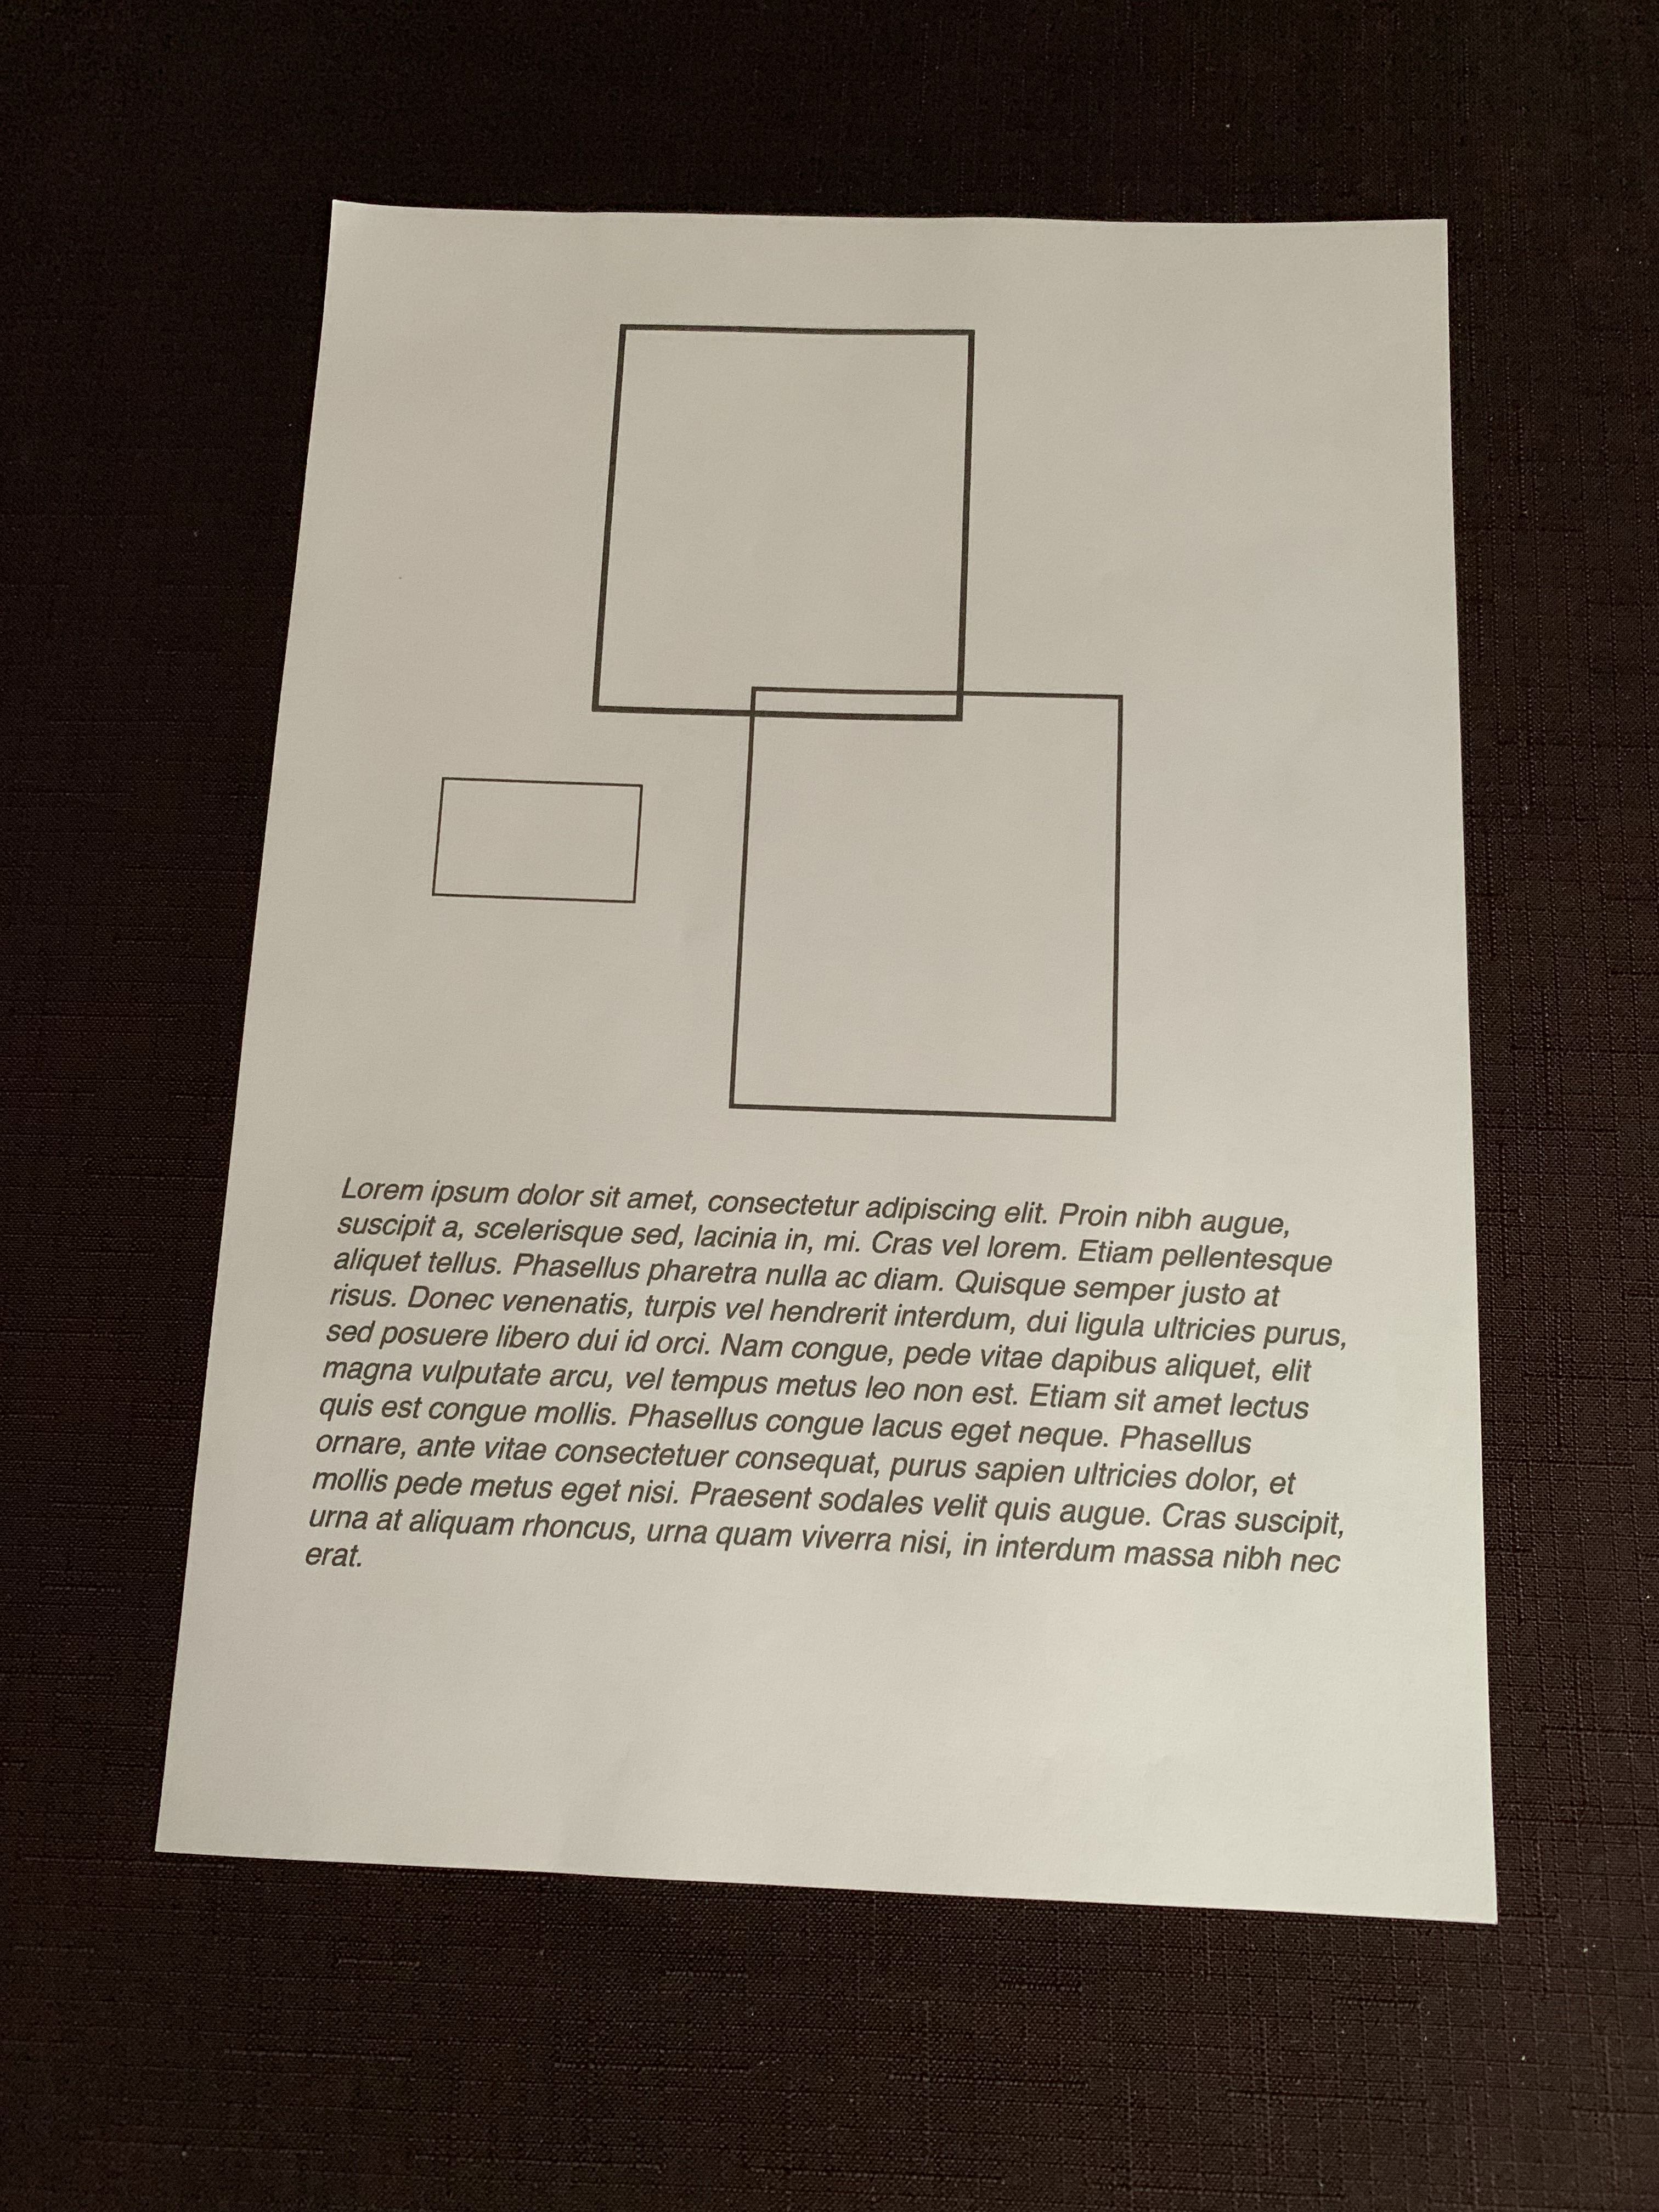 Lorem ipsum dolor sit amet, consectetur adipiscing elit. Proin nibh augue,
suscipit a, scelerisque sed, lacinia in, mi. Cras vel lorem. Etiam pellentesque
aliquet tellus. Phasellus pharetra nulla ac diam. Quisque semper justo at
risus. Donec venenatis, turpis vel hendrerit interdum, dui ligula ultricies purus,
sed posuere libero dui id orci. Nam congue, pede vitae dapibus aliquet, elit
magna vulputate arcu, vel tempus metus leo non est. Etiam sit amet lectus
quis est congue mollis. Phasellus congue lacus eget neque. Phasellus
ornare, ante vitae consectetuer consequat, purus sapien ultricies dolor, et
mollis pede metus eget nisi. Praesent sodales velit quis augue. Cras suscipit,
urna at aliquam rhoncus, urna quam viverra nisi, in interdum massa nibh nec
erat.